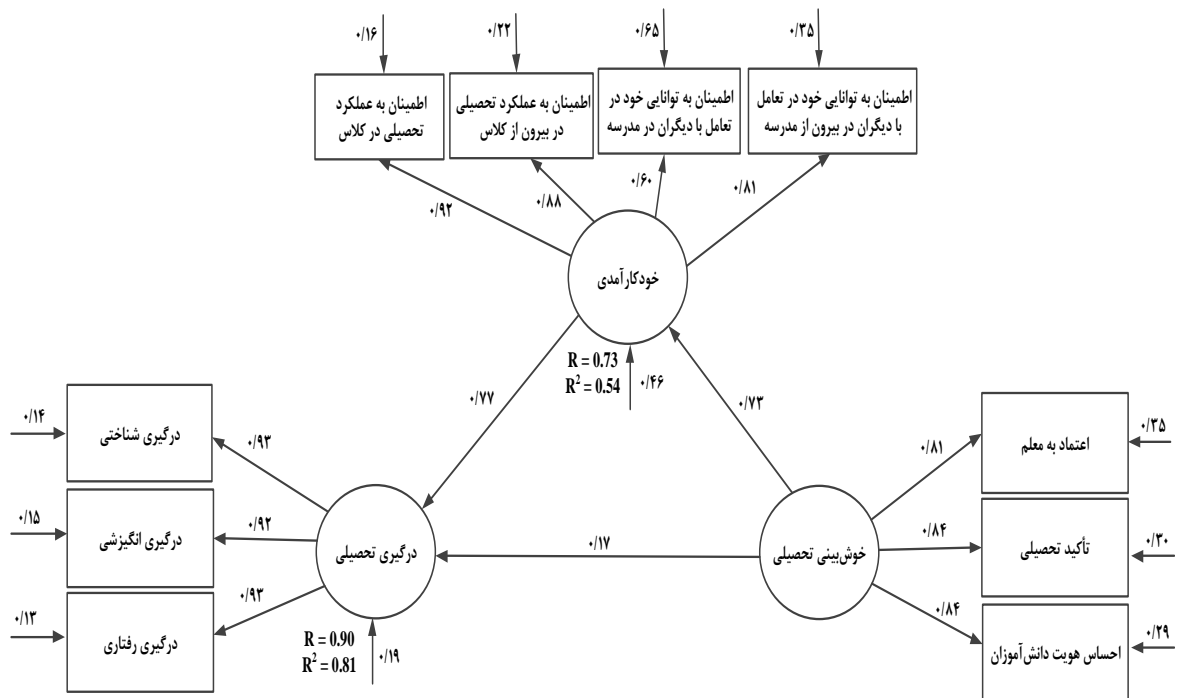 ۰/۱۶
۰/۲۲
۰/۶۵
۰/۳۵
اطمینان به عملکرد
تحصیلی در کلاس
اطمینان به عملکرد تحصیلی
در بیرون از کلاس
اطمینان به توانایی خود در
تعامل با دیگران در مدرسه
اطمینان به توانایی خود در تعامل
با دیگران در بیرون از مدرسه
۰/۹۲
۰/۸۸
۰/۶۰
۰/۸۱
خودکارآمدی
R = 0.73
R² = 0.54
۰/۴۶
۰/۷۷
۰/۷۳
۰/۱۴
درگیری شناختی
۰/۹۳
۰/۱۵
درگیری انگیزشی
۰/۹۲
۰/۱۳
درگیری رفتاری
۰/۹۳
درگیری تحصیلی
R = 0.90
R² = 0.81
۰/۱۹
۰/۱۷
خوش‌بینی تحصیلی
۰/۸۱
اعتماد به معلم
۰/۳۵
۰/۸۴
تأکید تحصیلی
۰/۳۰
۰/۸۴
احساس هویت دانش‌آموزان
۰/۲۹